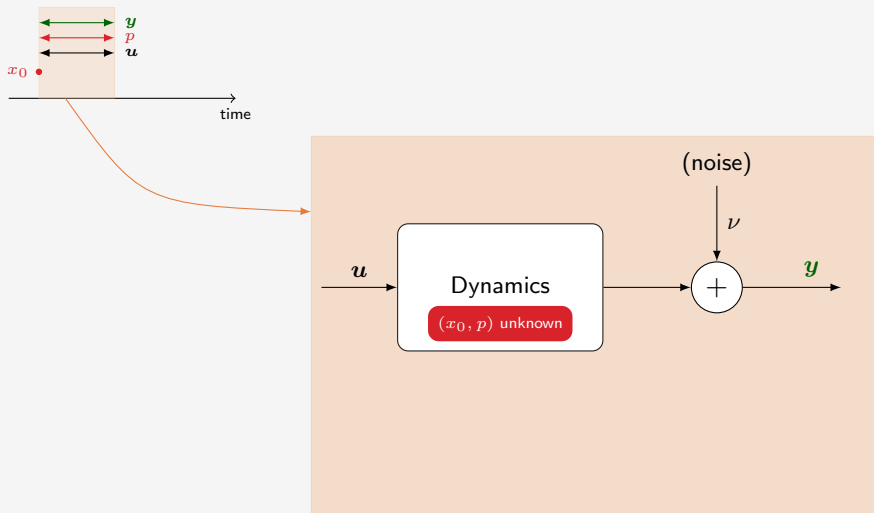 y
p
u
x₀
time
(noise)
ν
u
Dynamics
(x₀, p) unknown
+
y